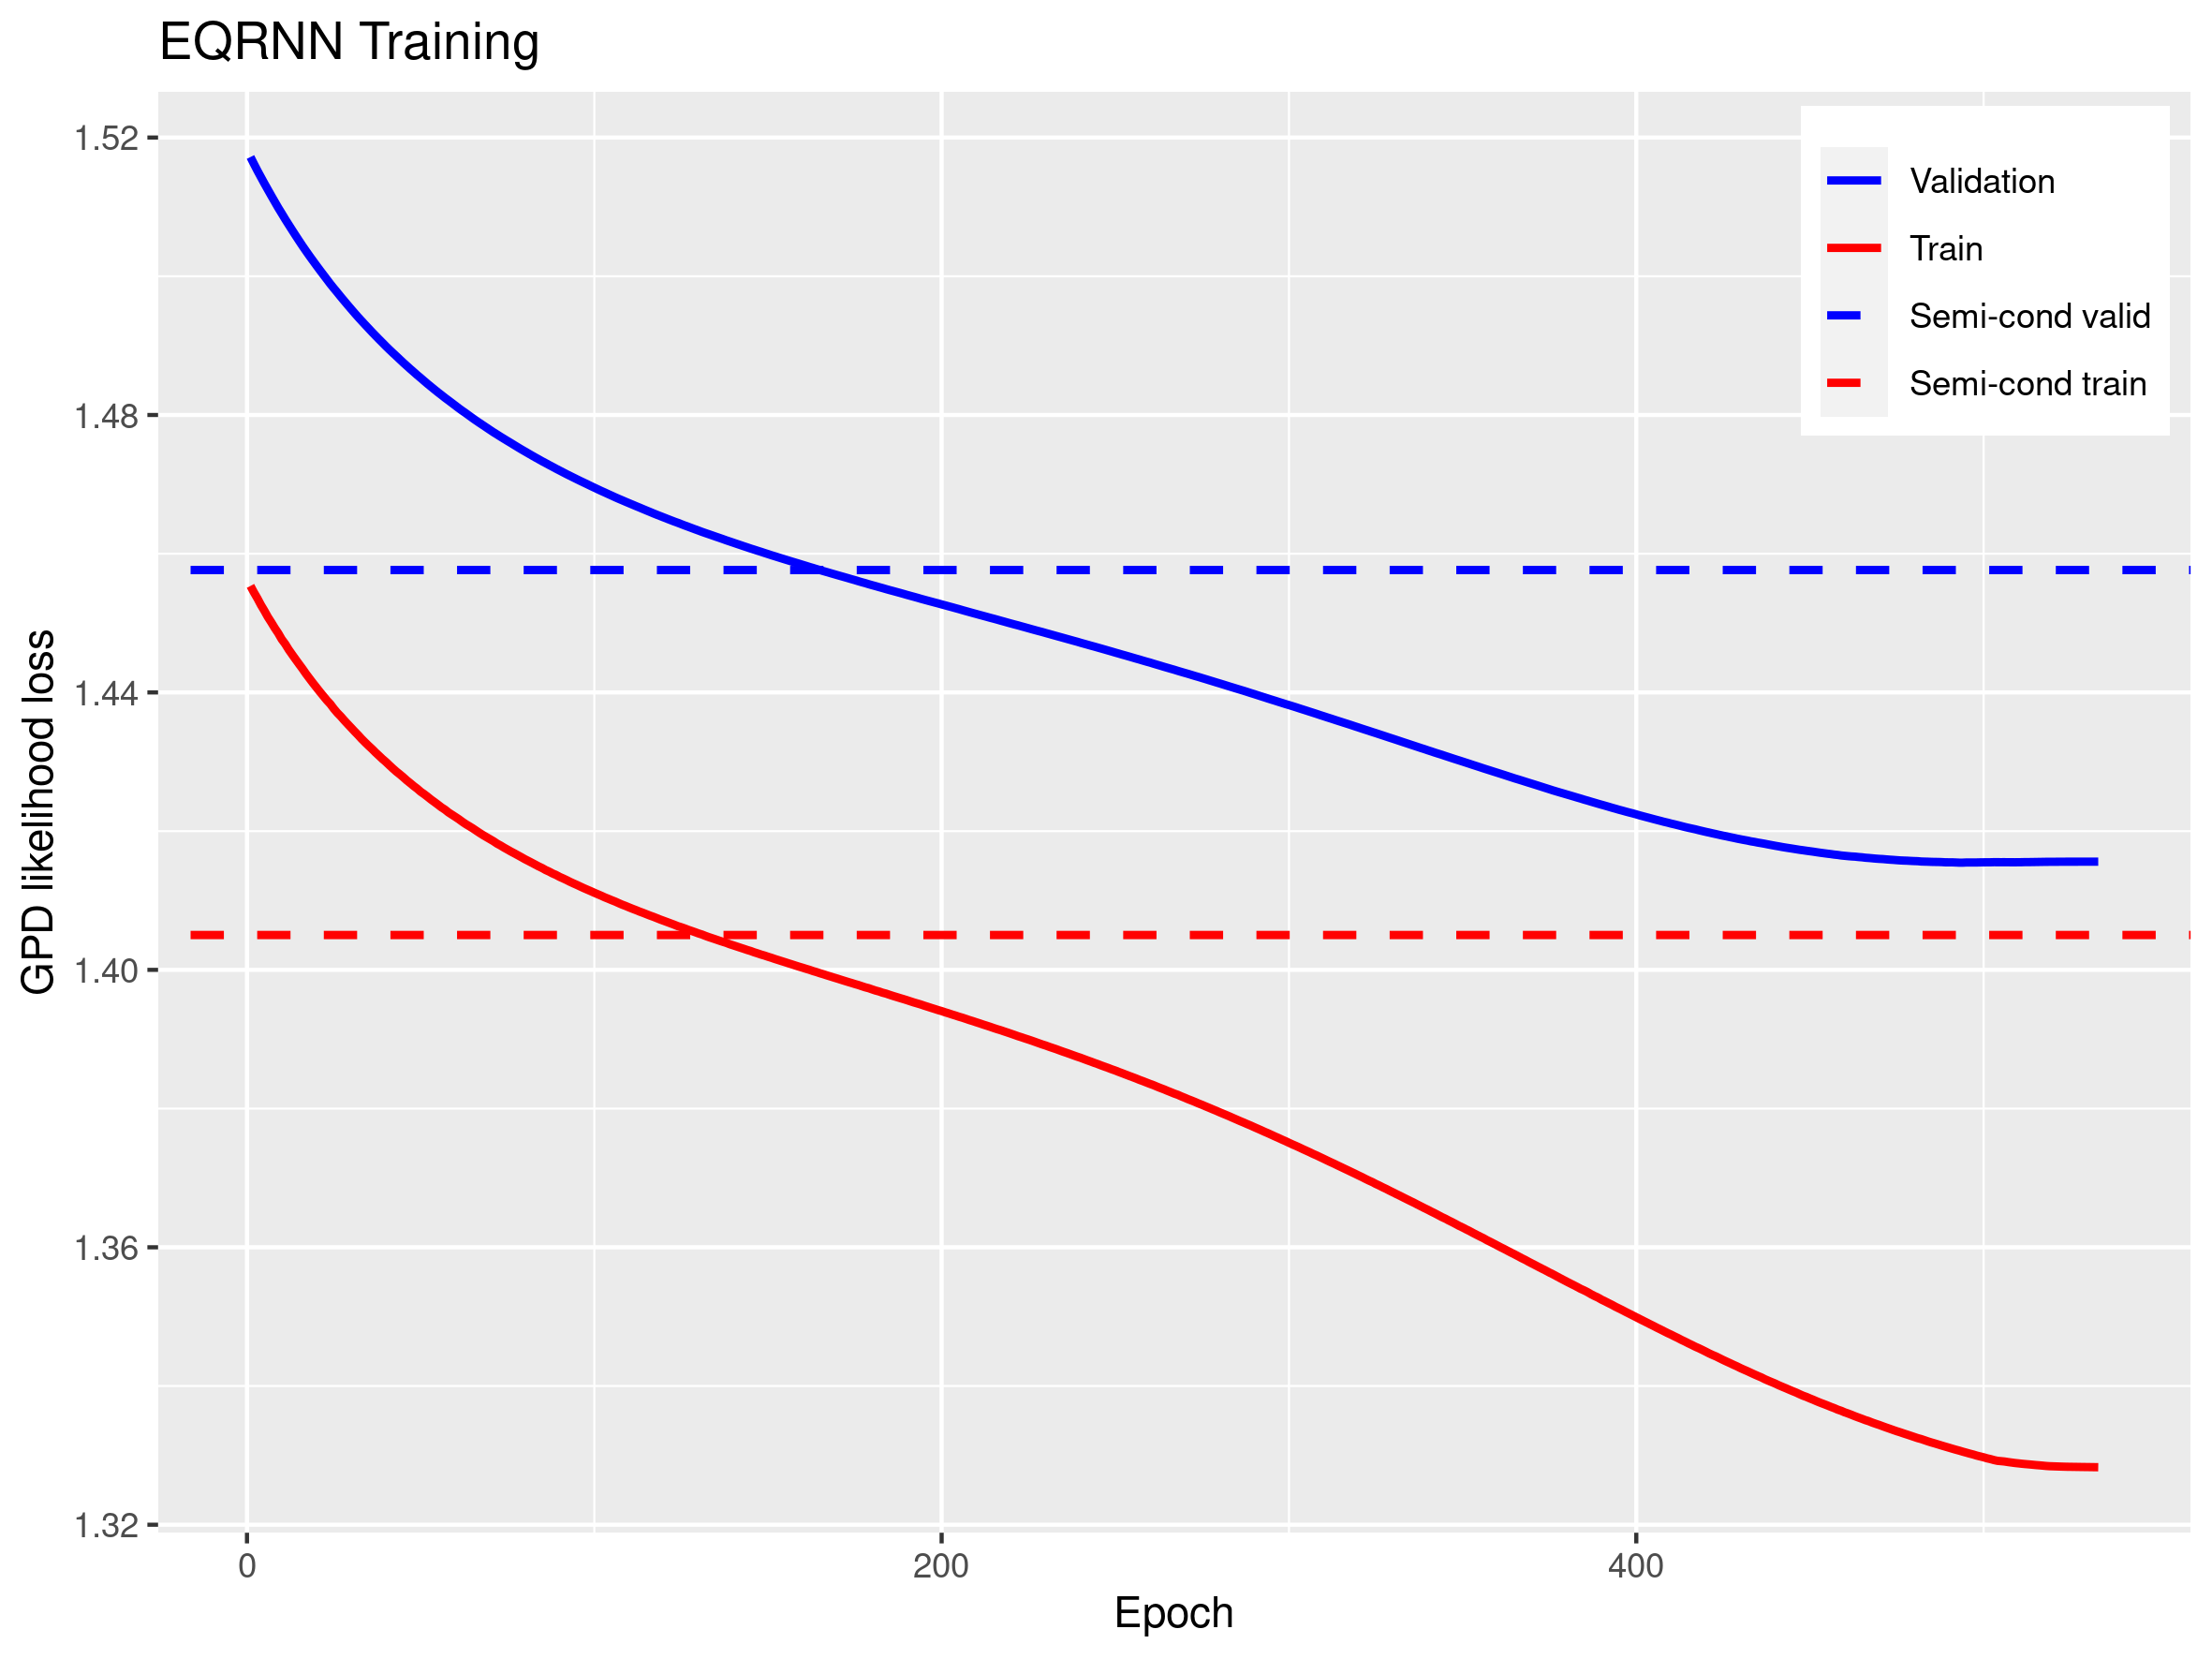 EQRNN Training
Validation
Train
Semi-cond valid
Semi-cond train
GPD likelihood loss
1.52
1.48
1.44
1.40
1.36
1.32
0
200
400
Epoch